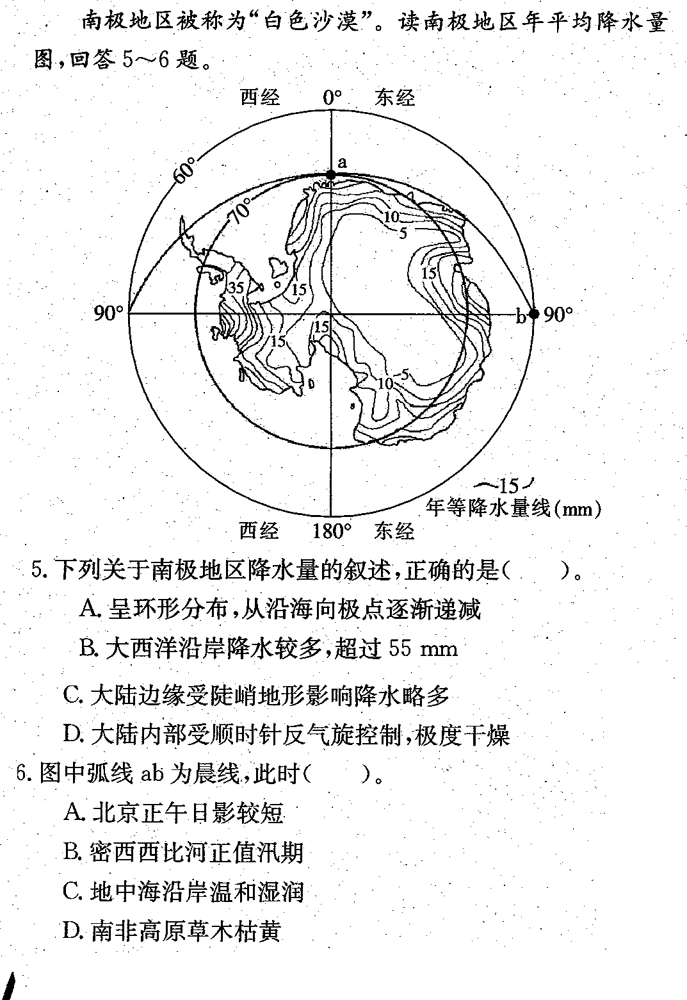 南极地区被称为“白色沙漠”。读南极地区年平均降水量
图,回答5～6题。
西经 0° 东经
a
60°
70°
10
5
15
35
15
90°
b 90°
15
15
5
10
15
年等降水量线(mm)
西经 180° 东经
5. 下列关于南极地区降水量的叙述,正确的是( )。
A. 呈环形分布,从沿海向极点逐渐递减
B. 大西洋沿岸降水较多,超过 55 mm
C. 大陆边缘受陡峭地形影响降水略多
D. 大陆内部受顺时针反气旋控制,极度干燥
6. 图中弧线 ab 为晨线,此时( )。
A. 北京正午日影较短
B. 密西西比河正值汛期
C. 地中海沿岸温和湿润
D. 南非高原草木枯黄